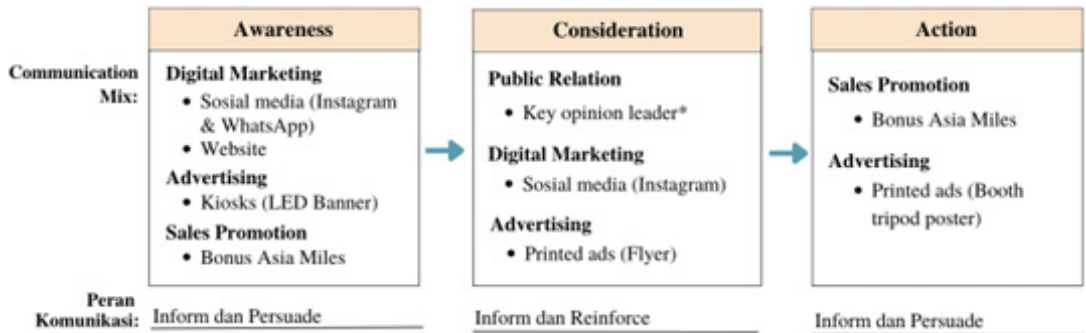 Awareness
Consideration
Action
Communication
Mix:
Digital Marketing
• Sosial media (Instagram
& WhatsApp)
• Website
Advertising
• Kiosks (LED Banner)
Sales Promotion
• Bonus Asia Miles
Public Relation
• Key opinion leader*
Digital Marketing
• Sosial media (Instagram)
Advertising
• Printed ads (Flyer)
Sales Promotion
• Bonus Asia Miles
Advertising
• Printed ads (Booth
tripod poster)
Peran
Komunikasi:
Inform dan Persuade
Inform dan Reinforce
Inform dan Persuade